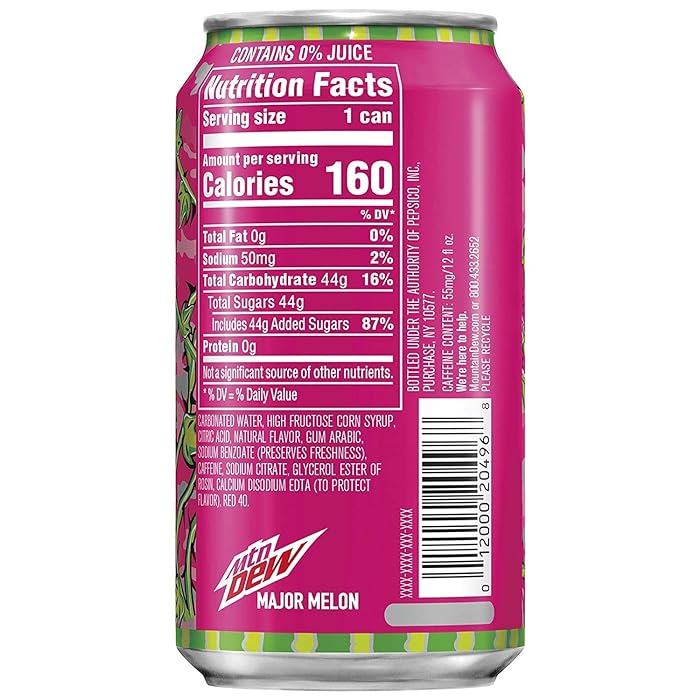 CONTAINS 0% JUICE
Nutrition Facts
Serving size 1 can
Amount per serving
Calories 160
% DV*
Total Fat 0g 0%
Sodium 50mg 2%
Total Carbohydrate 44g 16%
Total Sugars 44g
Includes 44g Added Sugars 87%
Protein 0g
Not a significant source of other nutrients.
* % DV = % Daily Value
CARBONATED WATER, HIGH FRUCTOSE CORN SYRUP,
CITRIC ACID, NATURAL FLAVOR, GUM ARABIC,
SODIUM BENZOATE (PRESERVES FRESHNESS),
CAFFEINE, SODIUM CITRATE, GLYCEROL ESTER OF
ROSIN, CALCIUM DISODIUM EDTA (TO PROTECT
FLAVOR), RED 40.
Mtn
DEW
MAJOR MELON
BOTTLED UNDER THE AUTHORITY OF PEPSICO, INC.,
PURCHASE, NY 10577.
CAFFEINE CONTENT: 55mg/12 fl oz.
We're here to help.
MountainDew.com or 800.433.2652
PLEASE RECYCLE
XXXX-XXXX-XXX-XXXX
0 12000 20496 8